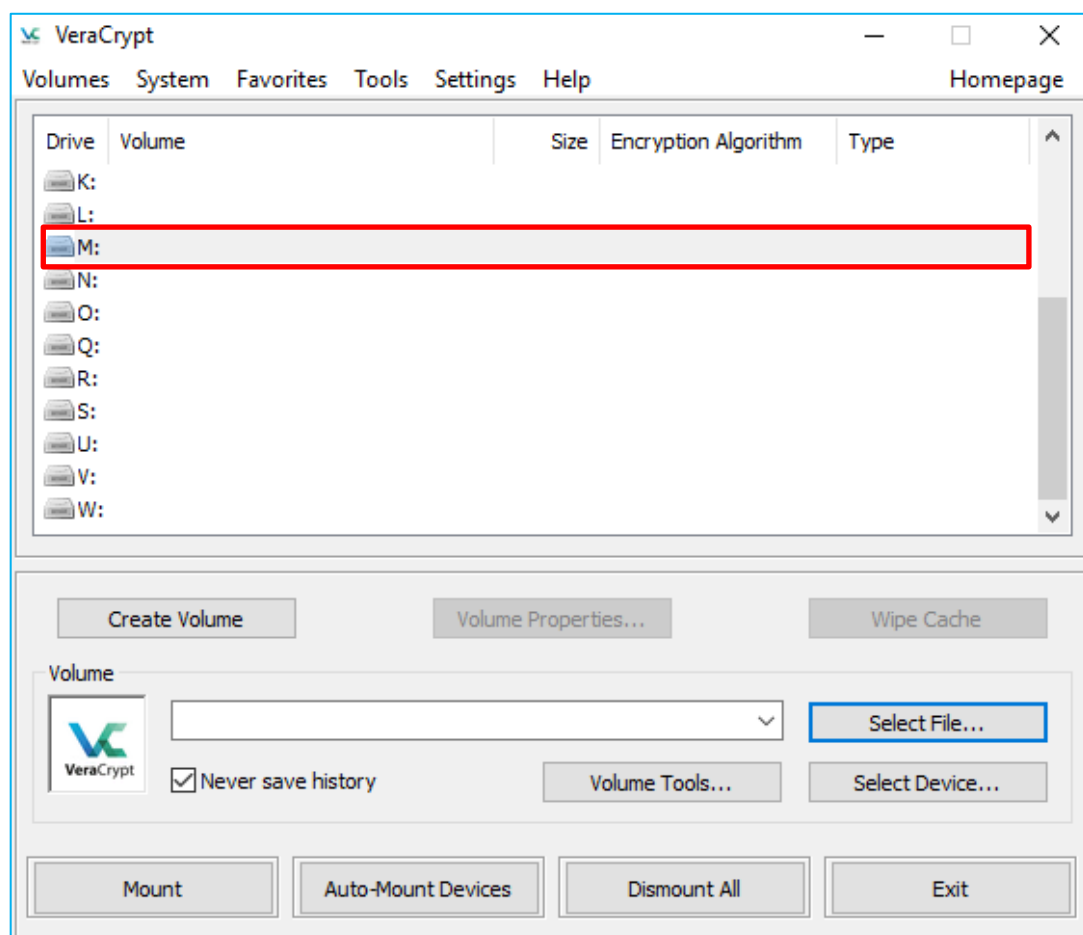 VeraCrypt
Volumes System Favorites Tools Settings Help Homepage
Drive Volume Size Encryption Algorithm Type
K:
L:
M:
N:
O:
Q:
R:
S:
U:
V:
W:
Create Volume Volume Properties... Wipe Cache
Volume
VeraCrypt
Select File...
Never save history Volume Tools... Select Device...
Mount Auto-Mount Devices Dismount All Exit